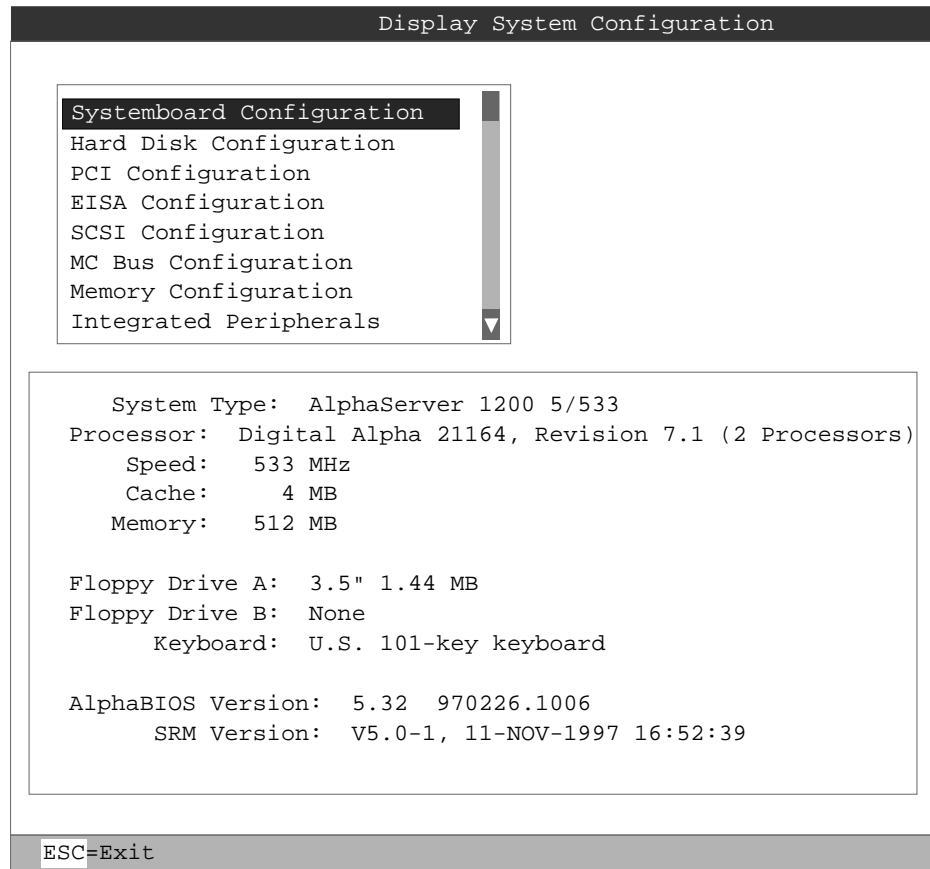 Display System Configuration
Systemboard Configuration
Hard Disk Configuration
PCI Configuration
EISA Configuration
SCSI Configuration
MC Bus Configuration
Memory Configuration
Integrated Peripherals
System Type: AlphaServer 1200 5/533
Processor: Digital Alpha 21164, Revision 7.1 (2 Processors)
Speed: 533 MHz
Cache: 4 MB
Memory: 512 MB
Floppy Drive A: 3.5" 1.44 MB
Floppy Drive B: None
Keyboard: U.S. 101-key keyboard
AlphaBIOS Version: 5.32 970226.1006
SRM Version: V5.0-1, 11-NOV-1997 16:52:39
ESC=Exit